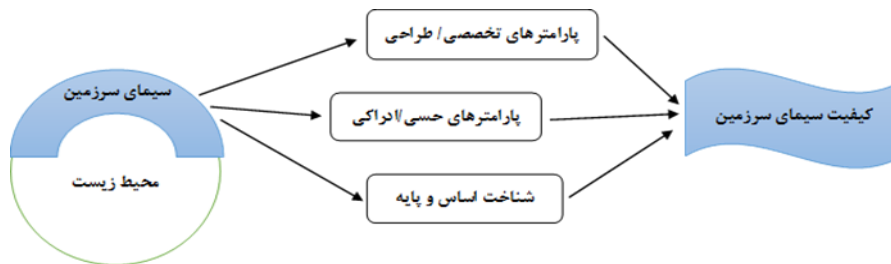 پارامترهای تخصصی/ طراحی
سیمای سرزمین
پارامترهای حسی/ادراکی
کیفیت سیمای سرزمین
محیط زیست
شناخت اساس و پایه